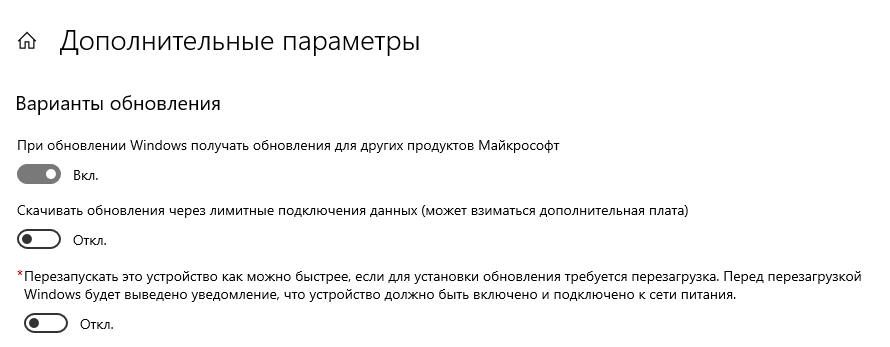 Дополнительные параметры
Варианты обновления
При обновлении Windows получать обновления для других продуктов Майкрософт
Вкл.
Скачивать обновления через лимитные подключения данных (может взиматься дополнительная плата)
Откл.
*Перезапускать это устройство как можно быстрее, если для установки обновления требуется перезагрузка. Перед перезагрузкой
Windows будет выведено уведомление, что устройство должно быть включено и подключено к сети питания.
Откл.